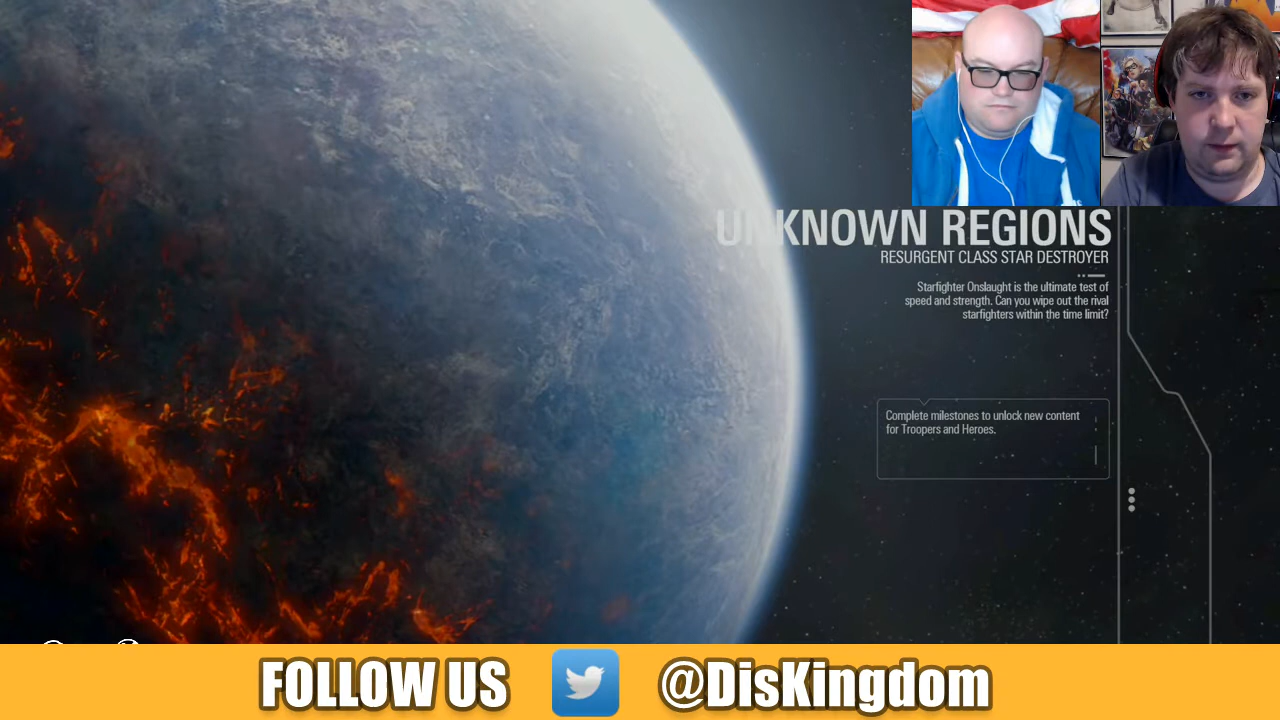 UNKNOWN REGIONS
RESURGENT CLASS STAR DESTROYER
Starfighter Onslaught is the ultimate test of
speed and strength. Can you wipe out the rival
starfighters within the time limit?
Complete milestones to unlock new content
for Troopers and Heroes.
FOLLOW US @DisKingdom